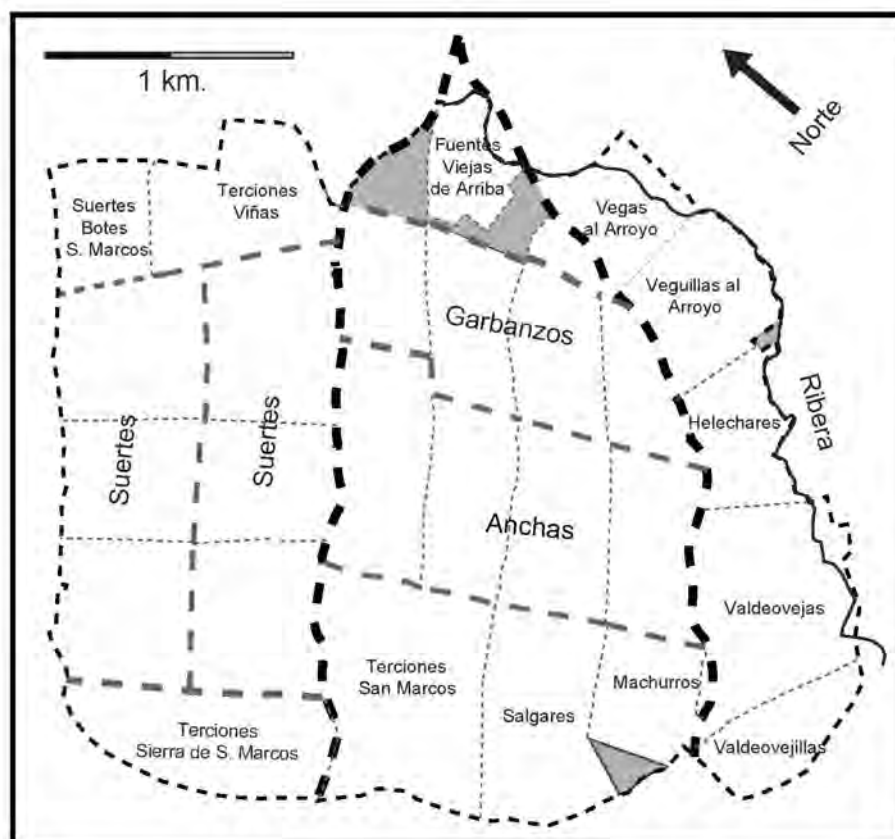 1 km.
Norte
Fuentes
Viejas
de Arriba
Terciones
Viñas
Suertes
Botes
S. Marcos
Vegas
al Arroyo
Veguillas al
Arroyo
Garbanzos
Ribera
Helechares
Suertes
Suertes
Anchas
Valdeovejas
Terciones
San Marcos
Machurros
Salgares
Terciones
Sierra de S. Marcos
Valdeovejillas